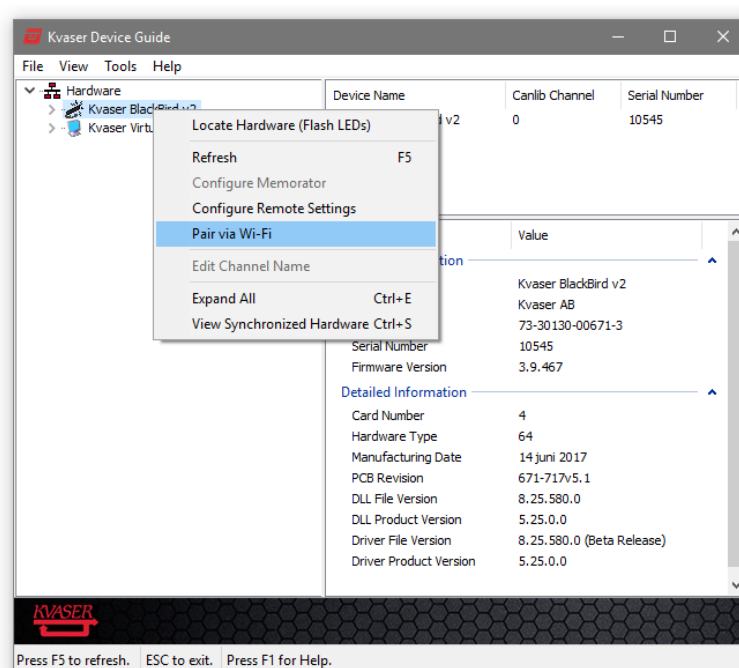 Kvaser Device Guide
File View Tools Help
Hardware
Kvaser BlackBird v2
Kvaser
Device Name Canlib Channel Serial Number
v2 0 10545
Locate Hardware (Flash LEDs)
Refresh F5
Configure Memorator
Configure Remote Settings
Pair via Wi-Fi
Edit Channel Name
Expand All Ctrl+E
View Synchronized Hardware Ctrl+S
Value
Kvaser BlackBird v2
Kvaser AB
73-30130-00671-3
Serial Number 10545
Firmware Version 3.9.467
Detailed Information
Card Number 4
Hardware Type 64
Manufacturing Date 14 juni 2017
PCB Revision 671-717v5.1
DLL File Version 8.25.580.0
DLL Product Version 5.25.0.0
Driver File Version 8.25.580.0 (Beta Release)
Driver Product Version 5.25.0.0
KVASER
Press F5 to refresh. ESC to exit. Press F1 for Help.